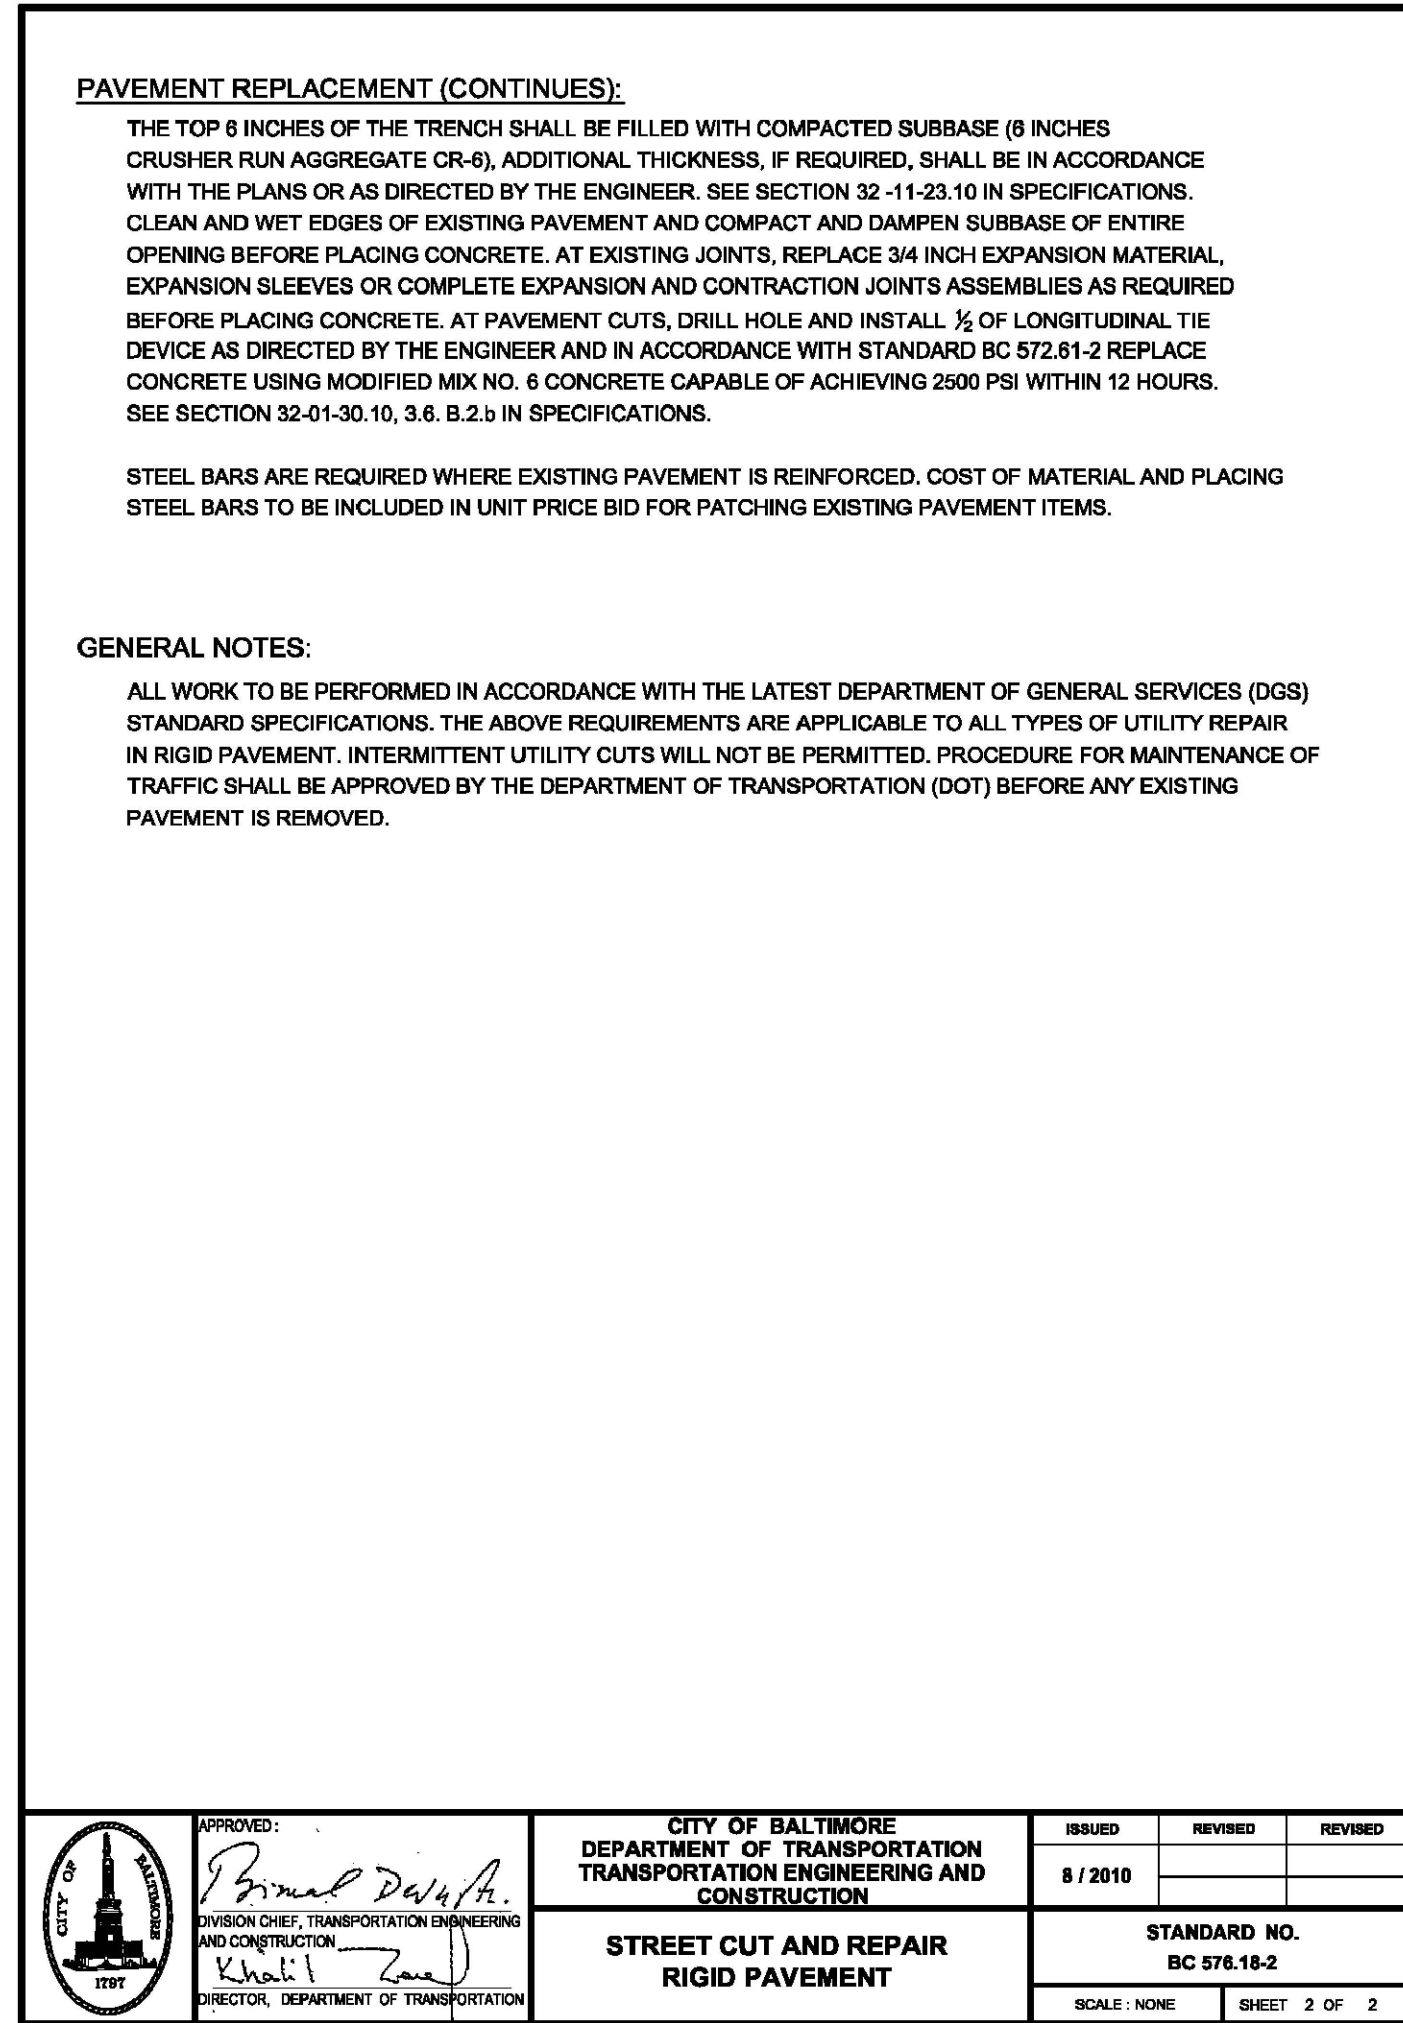 PAVEMENT REPLACEMENT (CONTINUES):
THE TOP 6 INCHES OF THE TRENCH SHALL BE FILLED WITH COMPACTED SUBBASE (6 INCHES
CRUSHER RUN AGGREGATE CR-6), ADDITIONAL THICKNESS, IF REQUIRED, SHALL BE IN ACCORDANCE
WITH THE PLANS OR AS DIRECTED BY THE ENGINEER. SEE SECTION 32 -11-23.10 IN SPECIFICATIONS.
CLEAN AND WET EDGES OF EXISTING PAVEMENT AND COMPACT AND DAMPEN SUBBASE OF ENTIRE
OPENING BEFORE PLACING CONCRETE. AT EXISTING JOINTS, REPLACE 3/4 INCH EXPANSION MATERIAL,
EXPANSION SLEEVES OR COMPLETE EXPANSION AND CONTRACTION JOINTS ASSEMBLIES AS REQUIRED
BEFORE PLACING CONCRETE. AT PAVEMENT CUTS, DRILL HOLE AND INSTALL ½ OF LONGITUDINAL TIE
DEVICE AS DIRECTED BY THE ENGINEER AND IN ACCORDANCE WITH STANDARD BC 572.61-2 REPLACE
CONCRETE USING MODIFIED MIX NO. 6 CONCRETE CAPABLE OF ACHIEVING 2500 PSI WITHIN 12 HOURS.
SEE SECTION 32-01-30.10, 3.6. B.2.b IN SPECIFICATIONS.
STEEL BARS ARE REQUIRED WHERE EXISTING PAVEMENT IS REINFORCED. COST OF MATERIAL AND PLACING
STEEL BARS TO BE INCLUDED IN UNIT PRICE BID FOR PATCHING EXISTING PAVEMENT ITEMS.
GENERAL NOTES:
ALL WORK TO BE PERFORMED IN ACCORDANCE WITH THE LATEST DEPARTMENT OF GENERAL SERVICES (DGS)
STANDARD SPECIFICATIONS. THE ABOVE REQUIREMENTS ARE APPLICABLE TO ALL TYPES OF UTILITY REPAIR
IN RIGID PAVEMENT. INTERMITTENT UTILITY CUTS WILL NOT BE PERMITTED. PROCEDURE FOR MAINTENANCE OF
TRAFFIC SHALL BE APPROVED BY THE DEPARTMENT OF TRANSPORTATION (DOT) BEFORE ANY EXISTING
PAVEMENT IS REMOVED.
CITY OF BALTIMORE
1797
APPROVED :
DIVISION CHIEF, TRANSPORTATION ENGINEERING
AND CONSTRUCTION
Khalil
DIRECTOR, DEPARTMENT OF TRANSPORTATION
CITY OF BALTIMORE
DEPARTMENT OF TRANSPORTATION
TRANSPORTATION ENGINEERING AND
CONSTRUCTION
STREET CUT AND REPAIR
RIGID PAVEMENT
ISSUED REVISED REVISED
8 / 2010
STANDARD NO.
BC 576.18-2
SCALE : NONE SHEET 2 OF 2